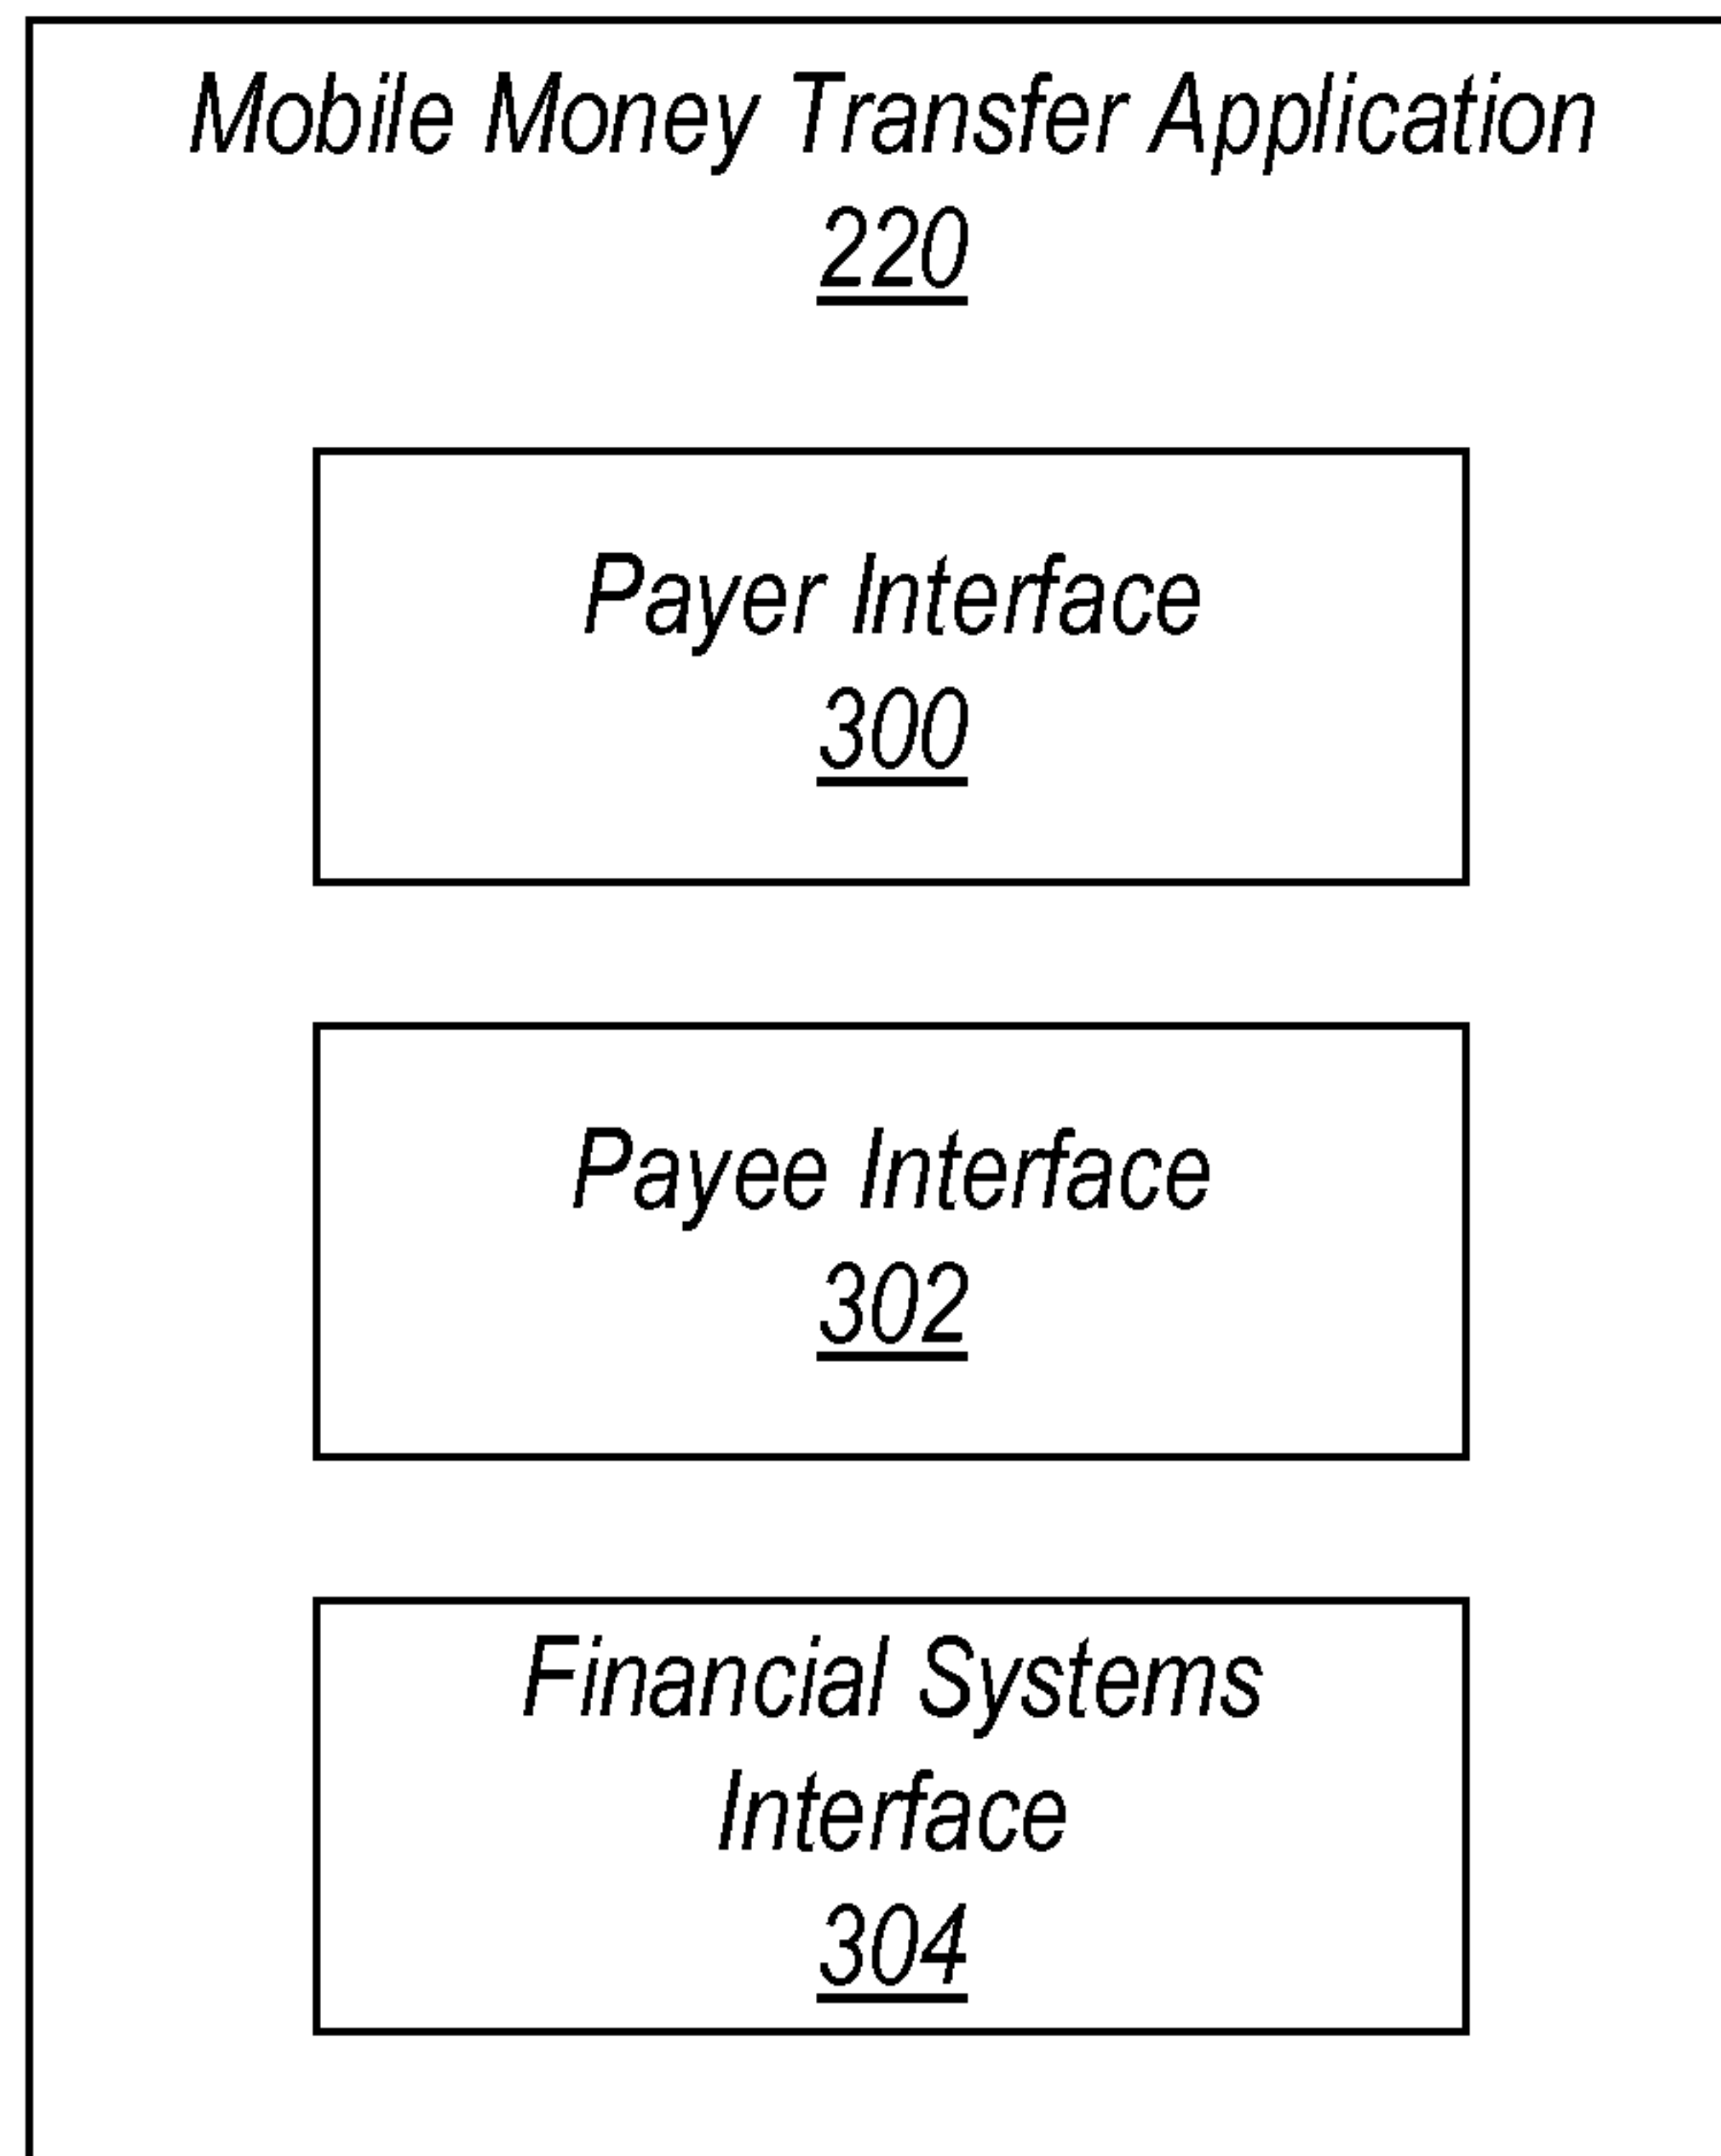 Mobile Money Transfer Application
220
Payer Interface
300
Payee Interface
302
Financial Systems
Interface
304